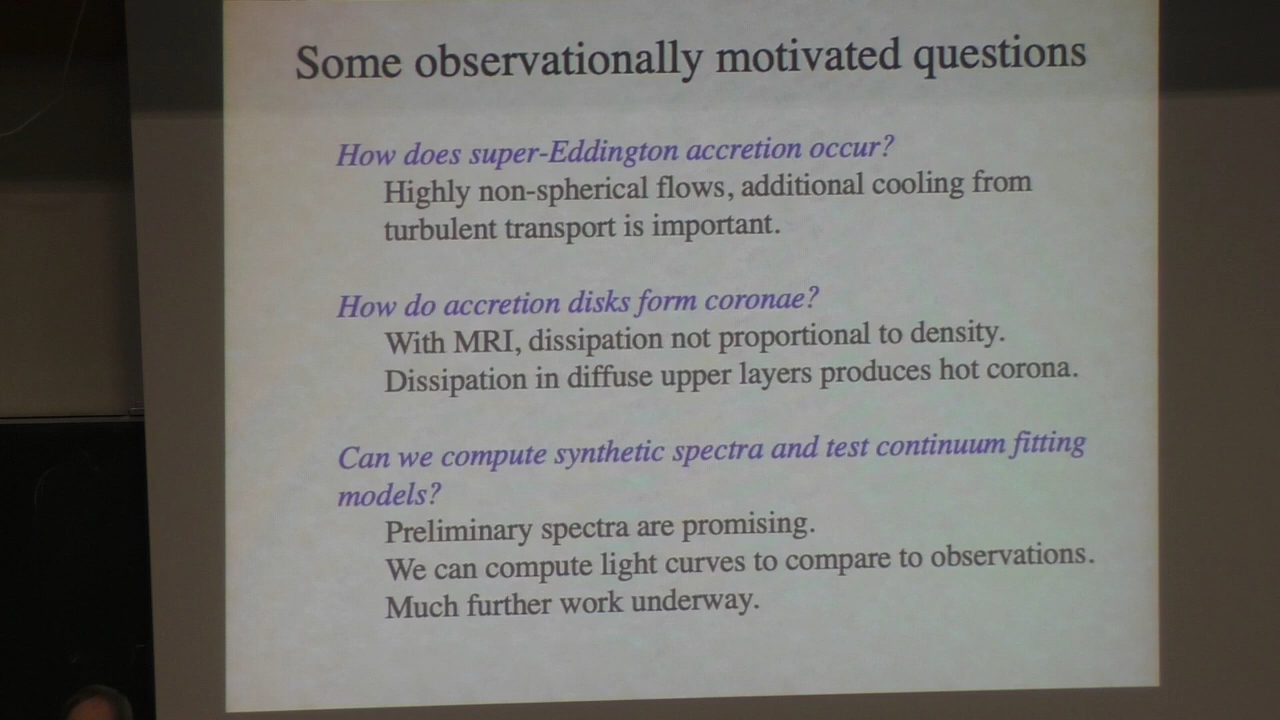 Some observationally motivated questions
How does super-Eddington accretion occur?
Highly non-spherical flows, additional cooling from
turbulent transport is important.
How do accretion disks form coronae?
With MRI, dissipation not proportional to density.
Dissipation in diffuse upper layers produces hot corona.
Can we compute synthetic spectra and test continuum fitting
models?
Preliminary spectra are promising.
We can compute light curves to compare to observations.
Much further work underway.